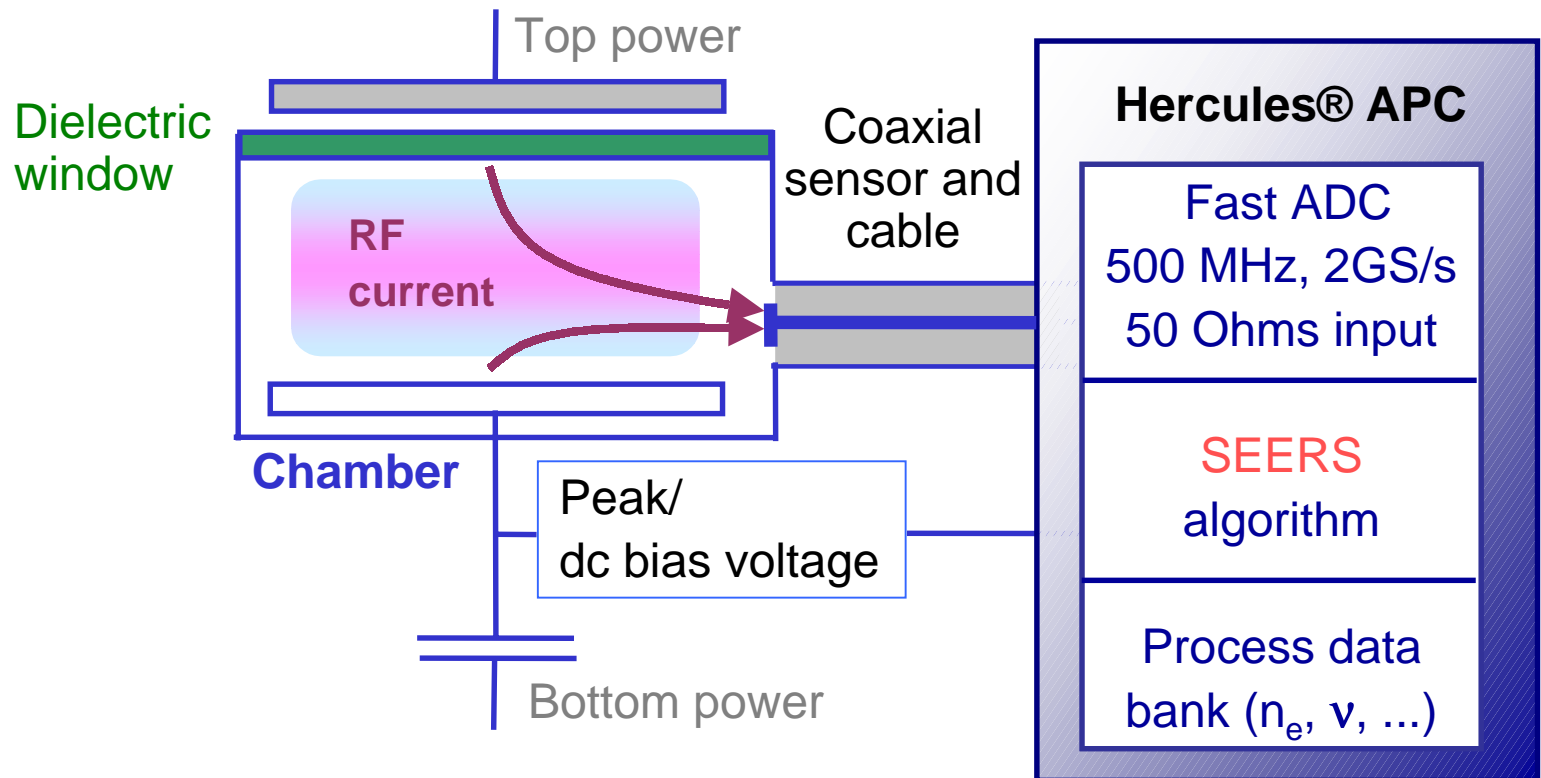 Top power
Dielectric
window
RF
current
Coaxial
sensor and
cable
Chamber
Peak/
dc bias voltage
Bottom power
Hercules® APC
Fast ADC
500 MHz, 2GS/s
50 Ohms input
SEERS
algorithm
Process data
bank (nₑ, ν, ...)